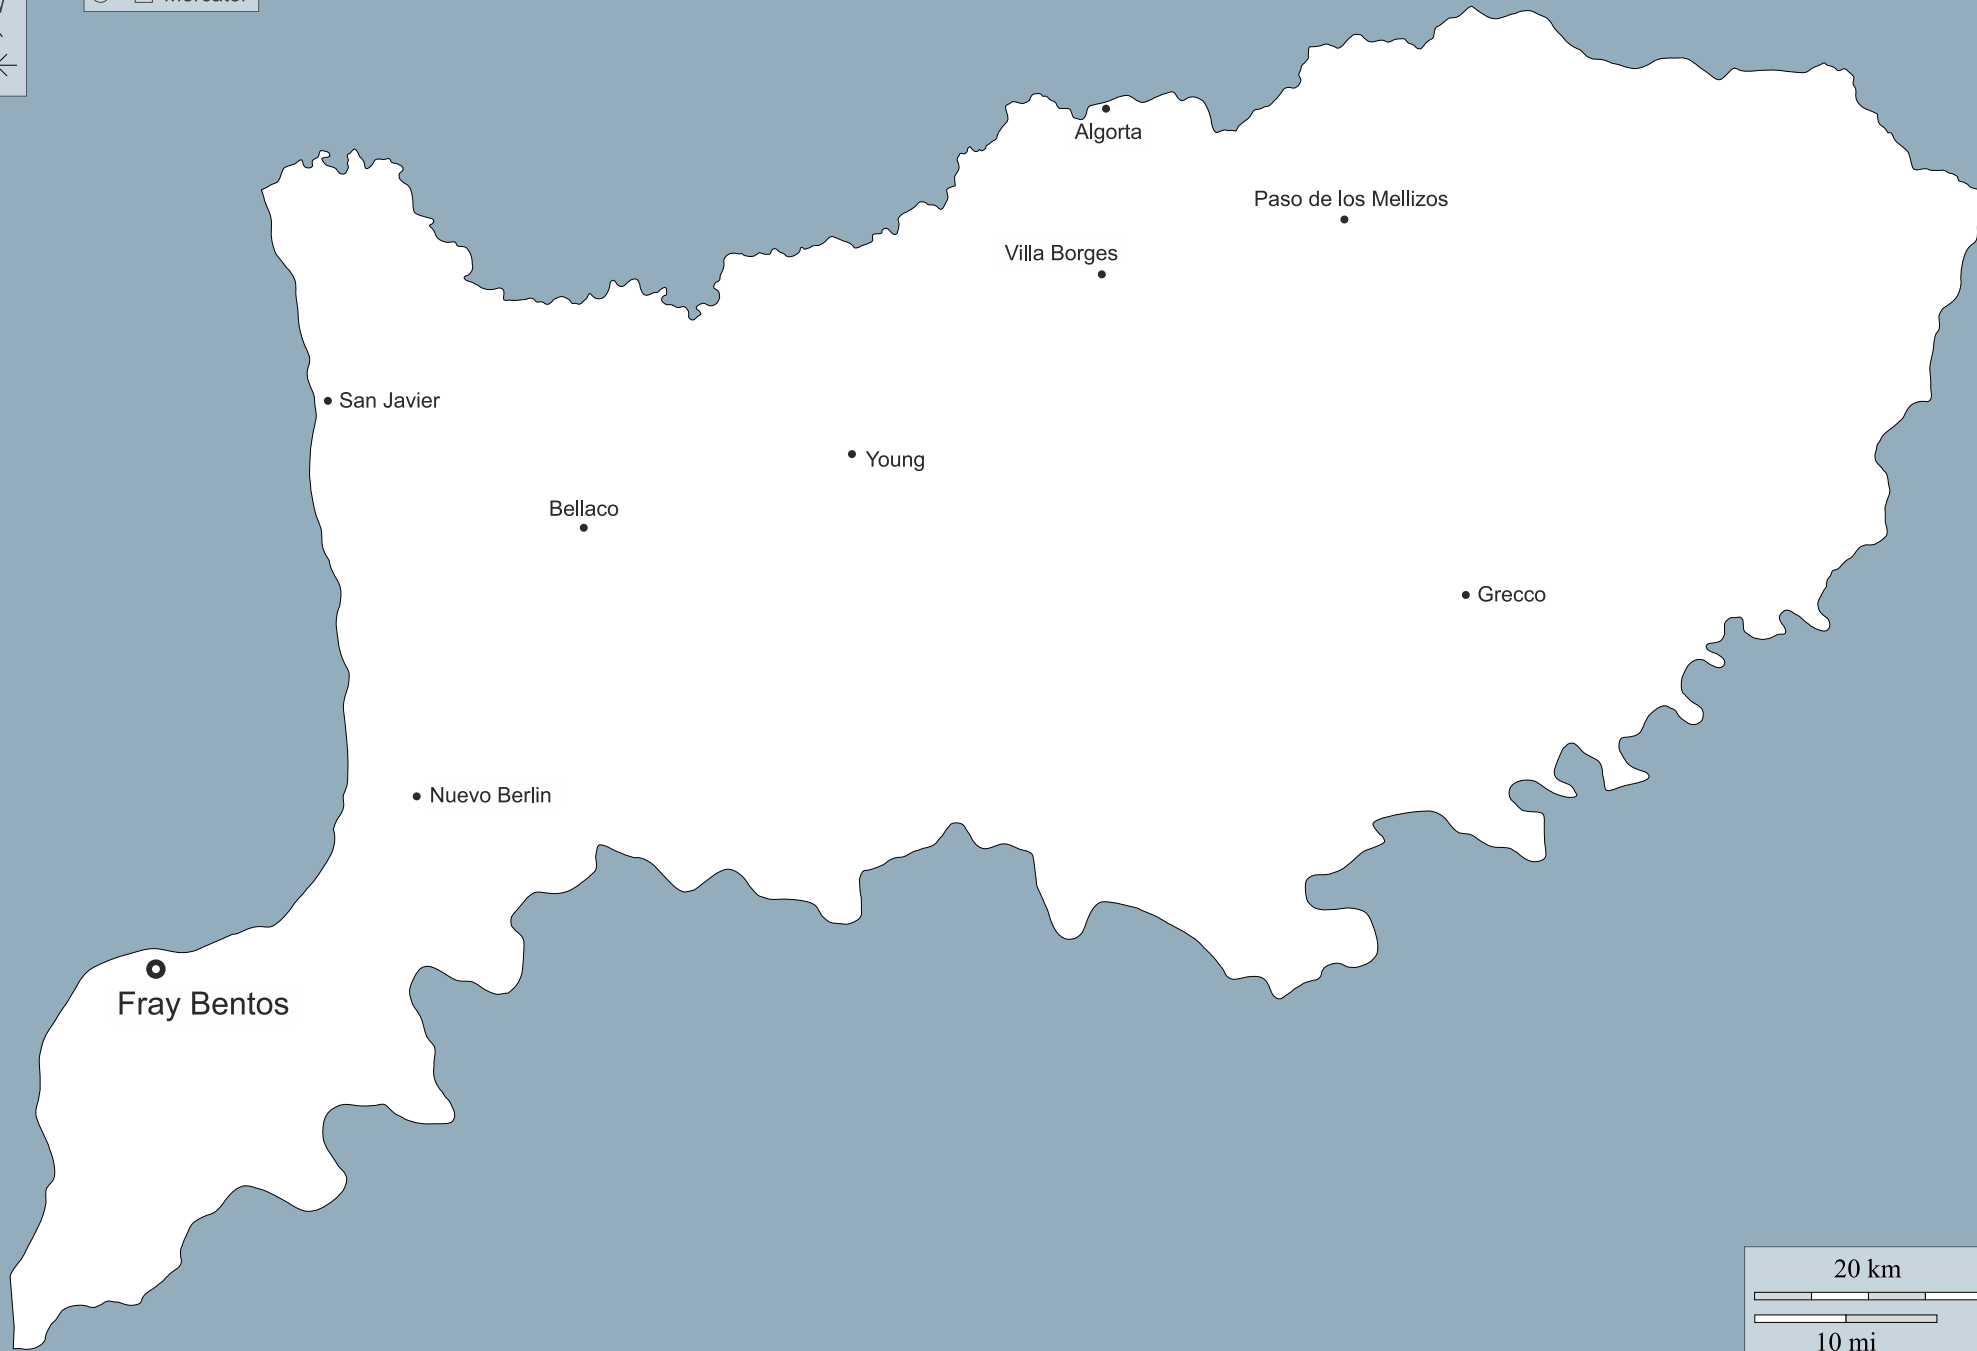 Algorta
Paso de los Mellizos
Villa Borges
San Javier
Young
Bellaco
Grecco
Nuevo Berlin
Fray Bentos
20 km
10 mi